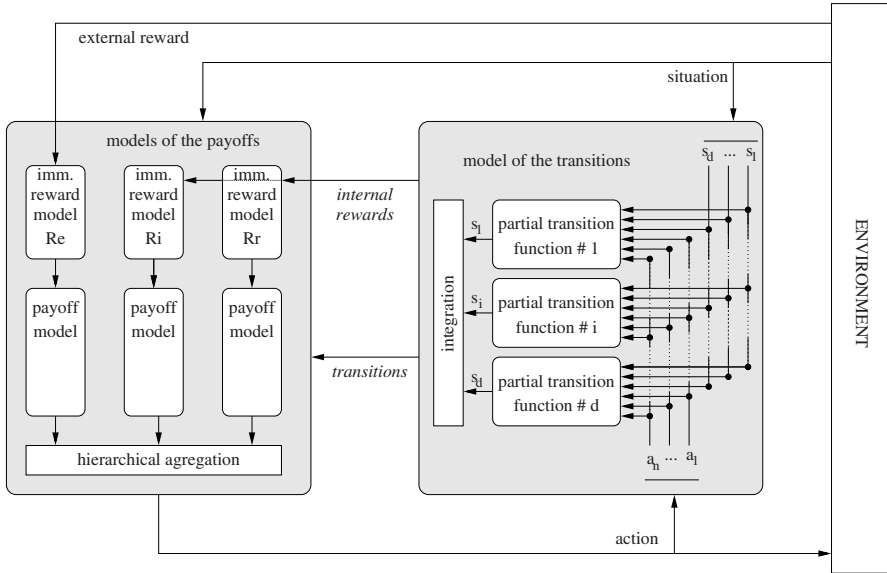 external reward
situation
models of the payoffs
imm.
reward
model
Re
imm.
reward
model
Ri
imm.
reward
model
Rr
payoff
model
payoff
model
payoff
model
hierarchical agregation
internal
rewards
transitions
model of the transitions
s_d ... s_1
integration
s_1
partial transition
function # 1
s_i
partial transition
function # i
s_d
partial transition
function # d
a_n ... a_1
action
ENVIRONMENT